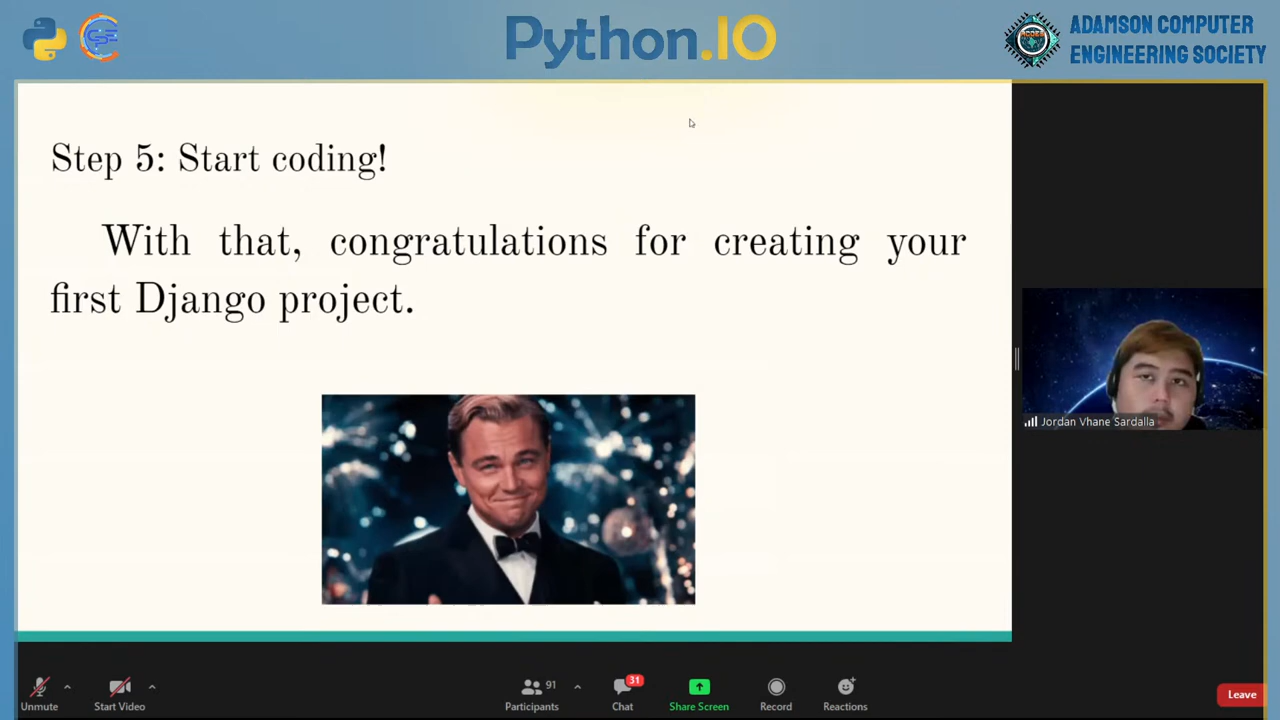 Python.IO
ADAMSON COMPUTER
ENGINEERING SOCIETY
Step 5: Start coding!
With that, congratulations for creating your
first Django project.
Jordan Vhane Sardalla
Unmute
Start Video
91
Participants
31
Chat
Share Screen
Record
Reactions
Leave